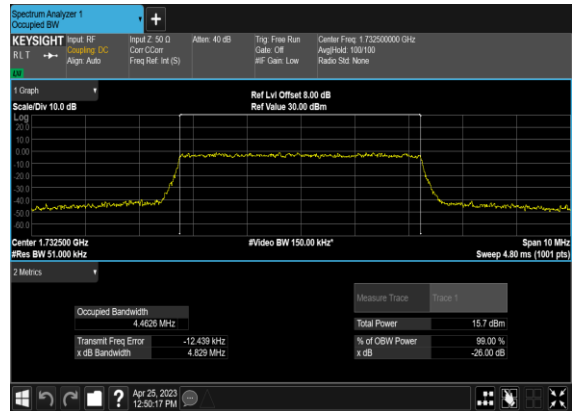 Spectrum Analyzer 1
Occupied BW
KEYSIGHT Input: RF Input Z: 50 Ω Atten: 40 dB Trig: Free Run Center Freq: 1.732500000 GHz
RLT Coupling: DC Corr CCorr Gate: Off Avg|Hold: 100/100
Align: Auto Freq Ref: Int (S) #IF Gain: Low Radio Std: None
1 Graph
Ref Lvl Offset 8.00 dB
Scale/Div 10.0 dB Ref Value 30.00 dBm
Log
20.0
10.0
0.00
-10.0
-20.0
-30.0
-40.0
-50.0
-60.0
Center 1.732500 GHz #Video BW 150.00 kHz* Span 10 MHz
#Res BW 51.000 kHz Sweep 4.80 ms (1001 pts)
2 Metrics
Measure Trace Trace 1
Occupied Bandwidth
4.4626 MHz Total Power 15.7 dBm
Transmit Freq Error -12.439 kHz % of OBW Power 99.00 %
x dB Bandwidth 4.829 MHz x dB -26.00 dB
? Apr 25, 2023
12:50:17 PM